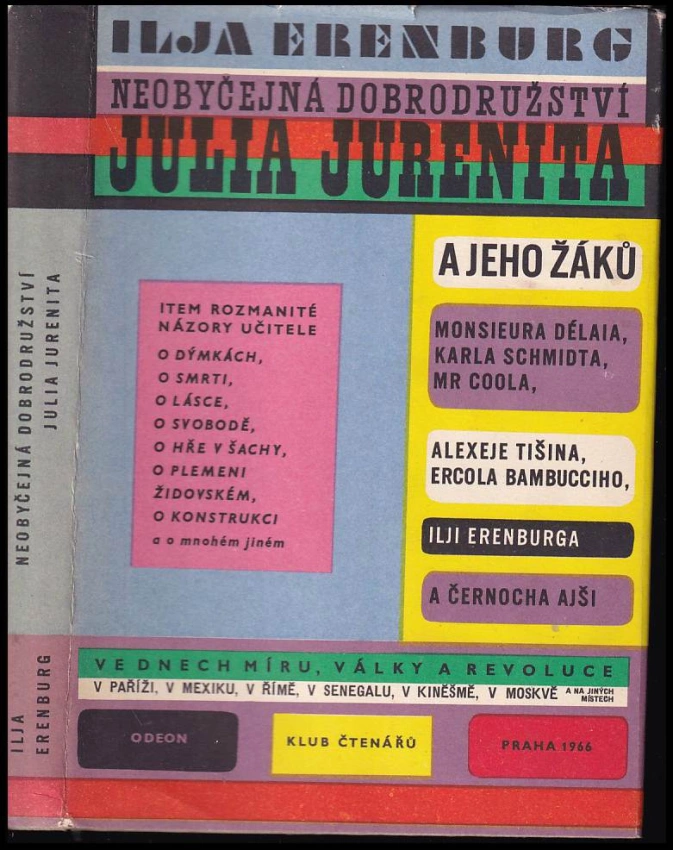 ILJA ERENBURG
NEOBYČEJNÁ DOBRODRUŽSTVÍ
JULIA JURENITA
A JEHO ŽÁKŮ
MONSIEURA DÉLAIA,
KARLA SCHMIDTA,
MR COOLA,
ALEXEJE TIŠINA,
ERCOLA BAMBUCCIHO,
ILJI ERENBURGA
A ČERNOCHA AJŠI
ITEM ROZMANITÉ
NÁZORY UČITELE
O DÝMKÁCH,
O SMRTI,
O LÁSCE,
O SVOBODĚ,
O HŘE V ŠACHY,
O PLEMENI
ŽIDOVSKÉM,
O KONSTRUKCI
a o mnohém jiném
VE DNECH MÍRU, VÁLKY A REVOLUCE
V PAŘÍŽI, V MEXIKU, V ŘÍMĚ, V SENEGALU, V KINĚŠMĚ, V MOSKVĚ A NA JINÝCH
MÍSTECH
ODEON
KLUB ČTENÁŘŮ
PRAHA 1966
ILJA
ERENBURG
NEOBYČEJNÁ DOBRODRUŽSTVÍ
JULIA JURENITA